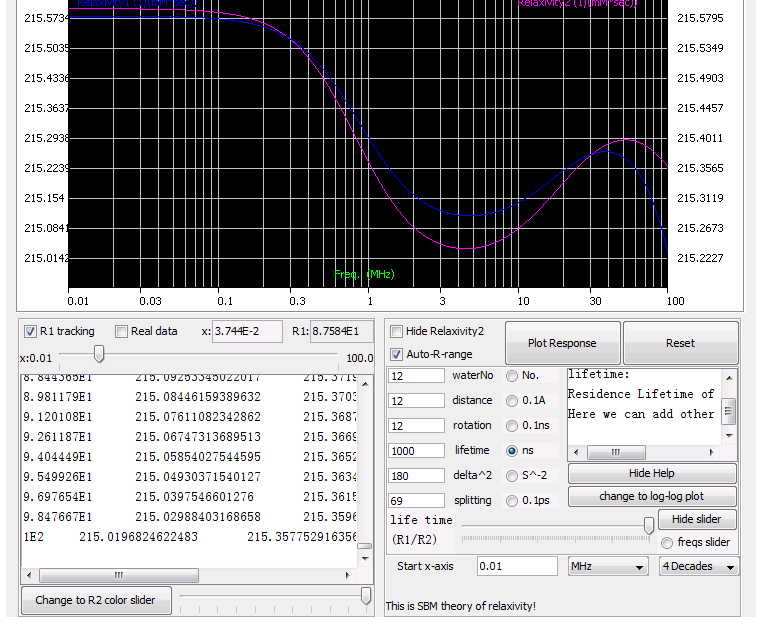 Relaxivity2 (1)(mM*sec)
215.5734
215.5795
215.5039
215.5349
215.4336
215.4903
215.3637
215.4457
215.2938
215.4011
215.2239
215.3565
215.154
215.3119
215.0841
215.2673
215.0142
215.2227
Freq. (MHz)
0.01 0.03 0.1 0.3 1 3 10 30 100
R1 tracking Real data x: 3.744E-2 R1: 8.7584E1
x:0.01 100.0
8.844365E1 215.09253345022017 215.3719
8.981179E1 215.08446159389632 215.3703
9.120108E1 215.07611082342862 215.3687
9.261187E1 215.06747313689513 215.3669
9.404449E1 215.05854027544595 215.3652
9.549926E1 215.04930371540127 215.3634
9.697654E1 215.0397546601276 215.3615
9.847667E1 215.02988403168658 215.3596
1E2 215.0196824622483 215.357752916356
Change to R2 color slider
Hide Relaxivity2
Auto-R-range
Plot Response
Reset
12 waterNo No.
12 distance 0.1A
12 rotation 0.1ns
1000 lifetime ns
180 delta^2 S^-2
69 splitting 0.1ps
lifetime:
Residence Lifetime of
Here we can add other
Hide Help
change to log-log plot
life time
(R1/R2)
Hide slider
freqs slider
Start x-axis 0.01 MHz 4 Decades
This is SBM theory of relaxivity!